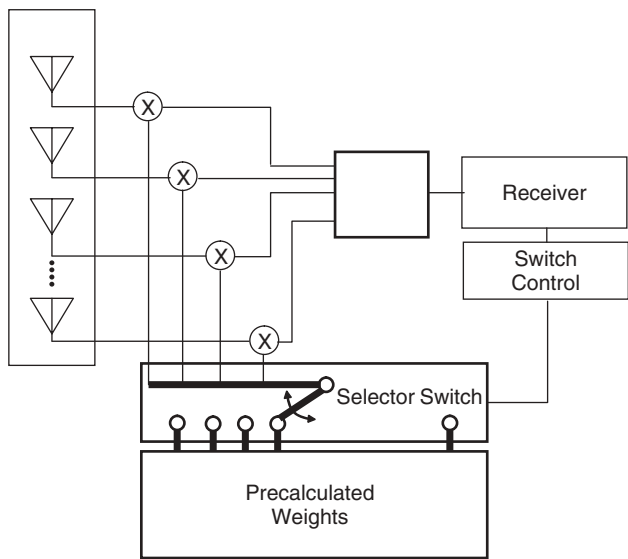 X
X
X
X
Receiver
Switch
Control
Selector Switch
Precalculated
Weights